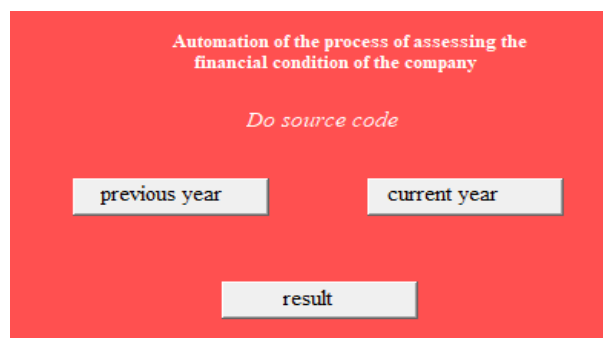 Automation of the process of assessing the
financial condition of the company
Do source code
previous year
current year
result